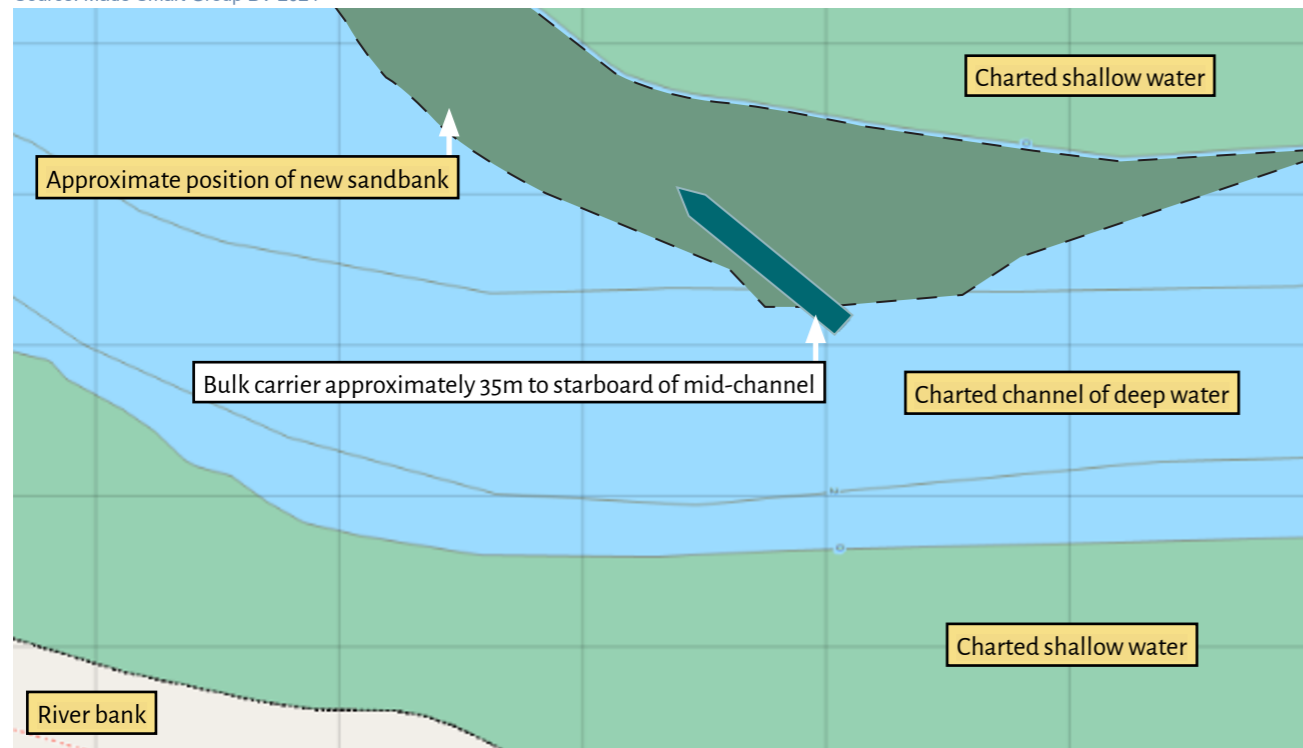 Charted shallow water
Approximate position of new sandbank
Bulk carrier approximately 35m to starboard of mid-channel
Charted channel of deep water
Charted shallow water
River bank